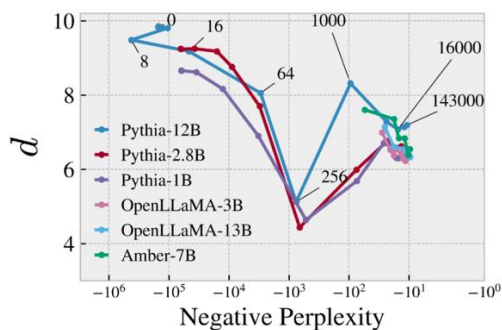 10
8
6
4
d
0
16
8
1000
64
16000
143000
256
Pythia-12B
Pythia-2.8B
Pythia-1B
OpenLLaMA-3B
OpenLLaMA-13B
Amber-7B
−10⁶ −10⁵ −10⁴ −10³ −10² −10¹ −10⁰
Negative Perplexity